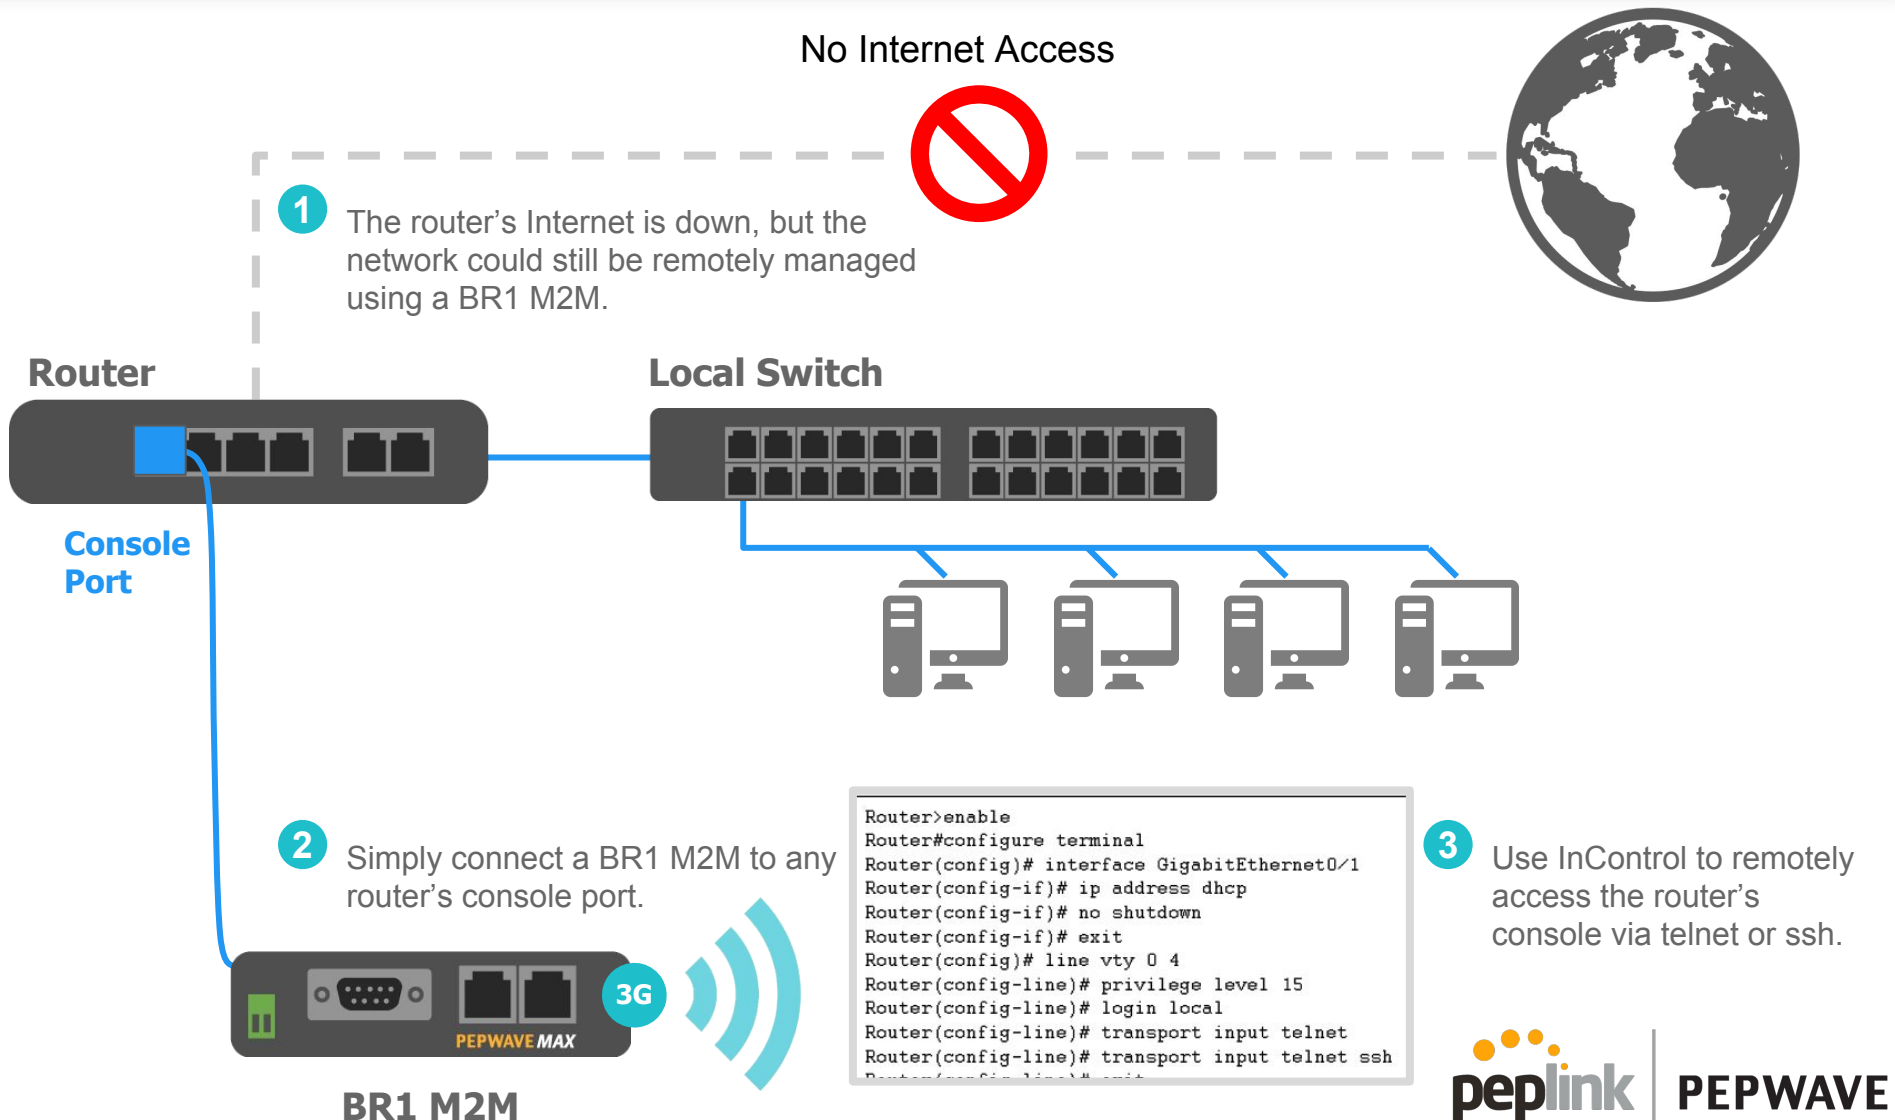 No Internet Access
1
The router’s Internet is down, but the
network could still be remotely managed
using a BR1 M2M.
Router
Local Switch
Console
Port
2
Simply connect a BR1 M2M to any
router’s console port.
3G
PEPWAVE MAX
BR1 M2M
Router>enable
Router#configure terminal
Router(config)# interface GigabitEthernet0/1
Router(config-if)# ip address dhcp
Router(config-if)# no shutdown
Router(config-if)# exit
Router(config)# line vty 0 4
Router(config-line)# privilege level 15
Router(config-line)# login local
Router(config-line)# transport input telnet
Router(config-line)# transport input telnet ssh
3
Use InControl to remotely
access the router’s
console via telnet or ssh.
peplink
PEPWAVE